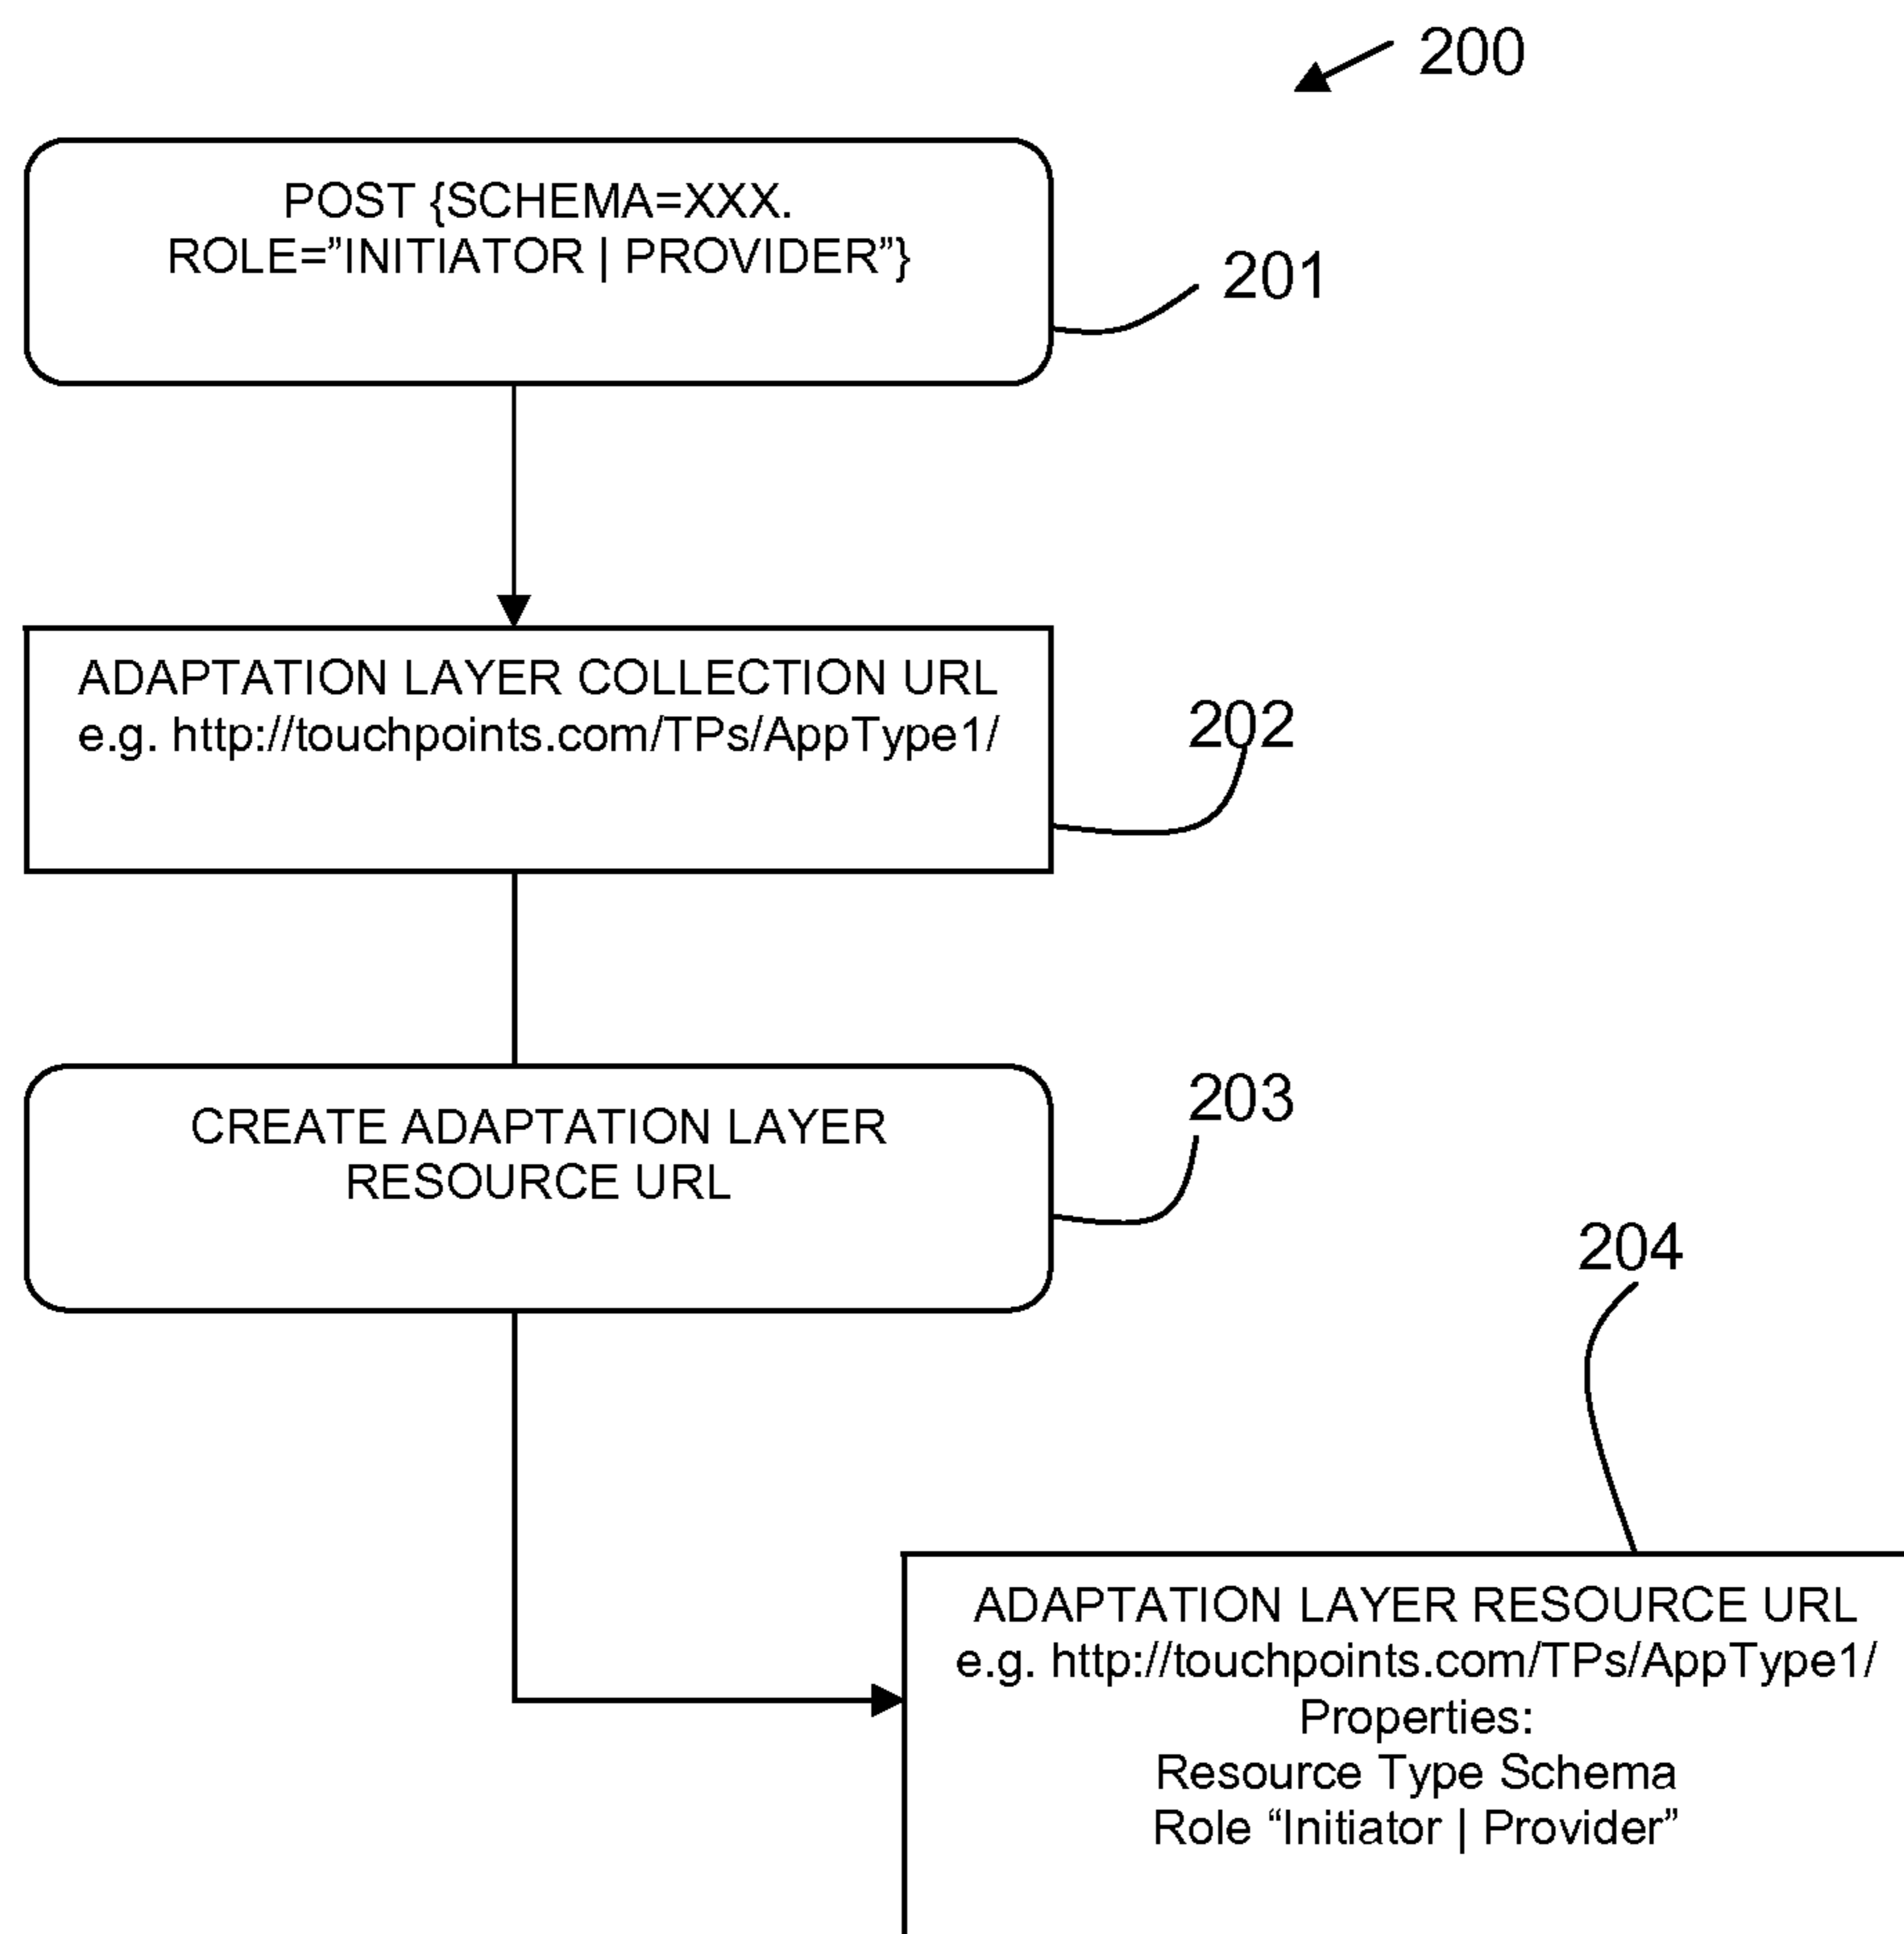 200
POST {SCHEMA=XXX.
ROLE=”INITIATOR | PROVIDER”}
201
ADAPTATION LAYER COLLECTION URL
e.g. http://touchpoints.com/TPs/AppType1/
202
CREATE ADAPTATION LAYER
RESOURCE URL
203
204
ADAPTATION LAYER RESOURCE URL
e.g. http://touchpoints.com/TPs/AppType1/
Properties:
Resource Type Schema
Role “Initiator | Provider”